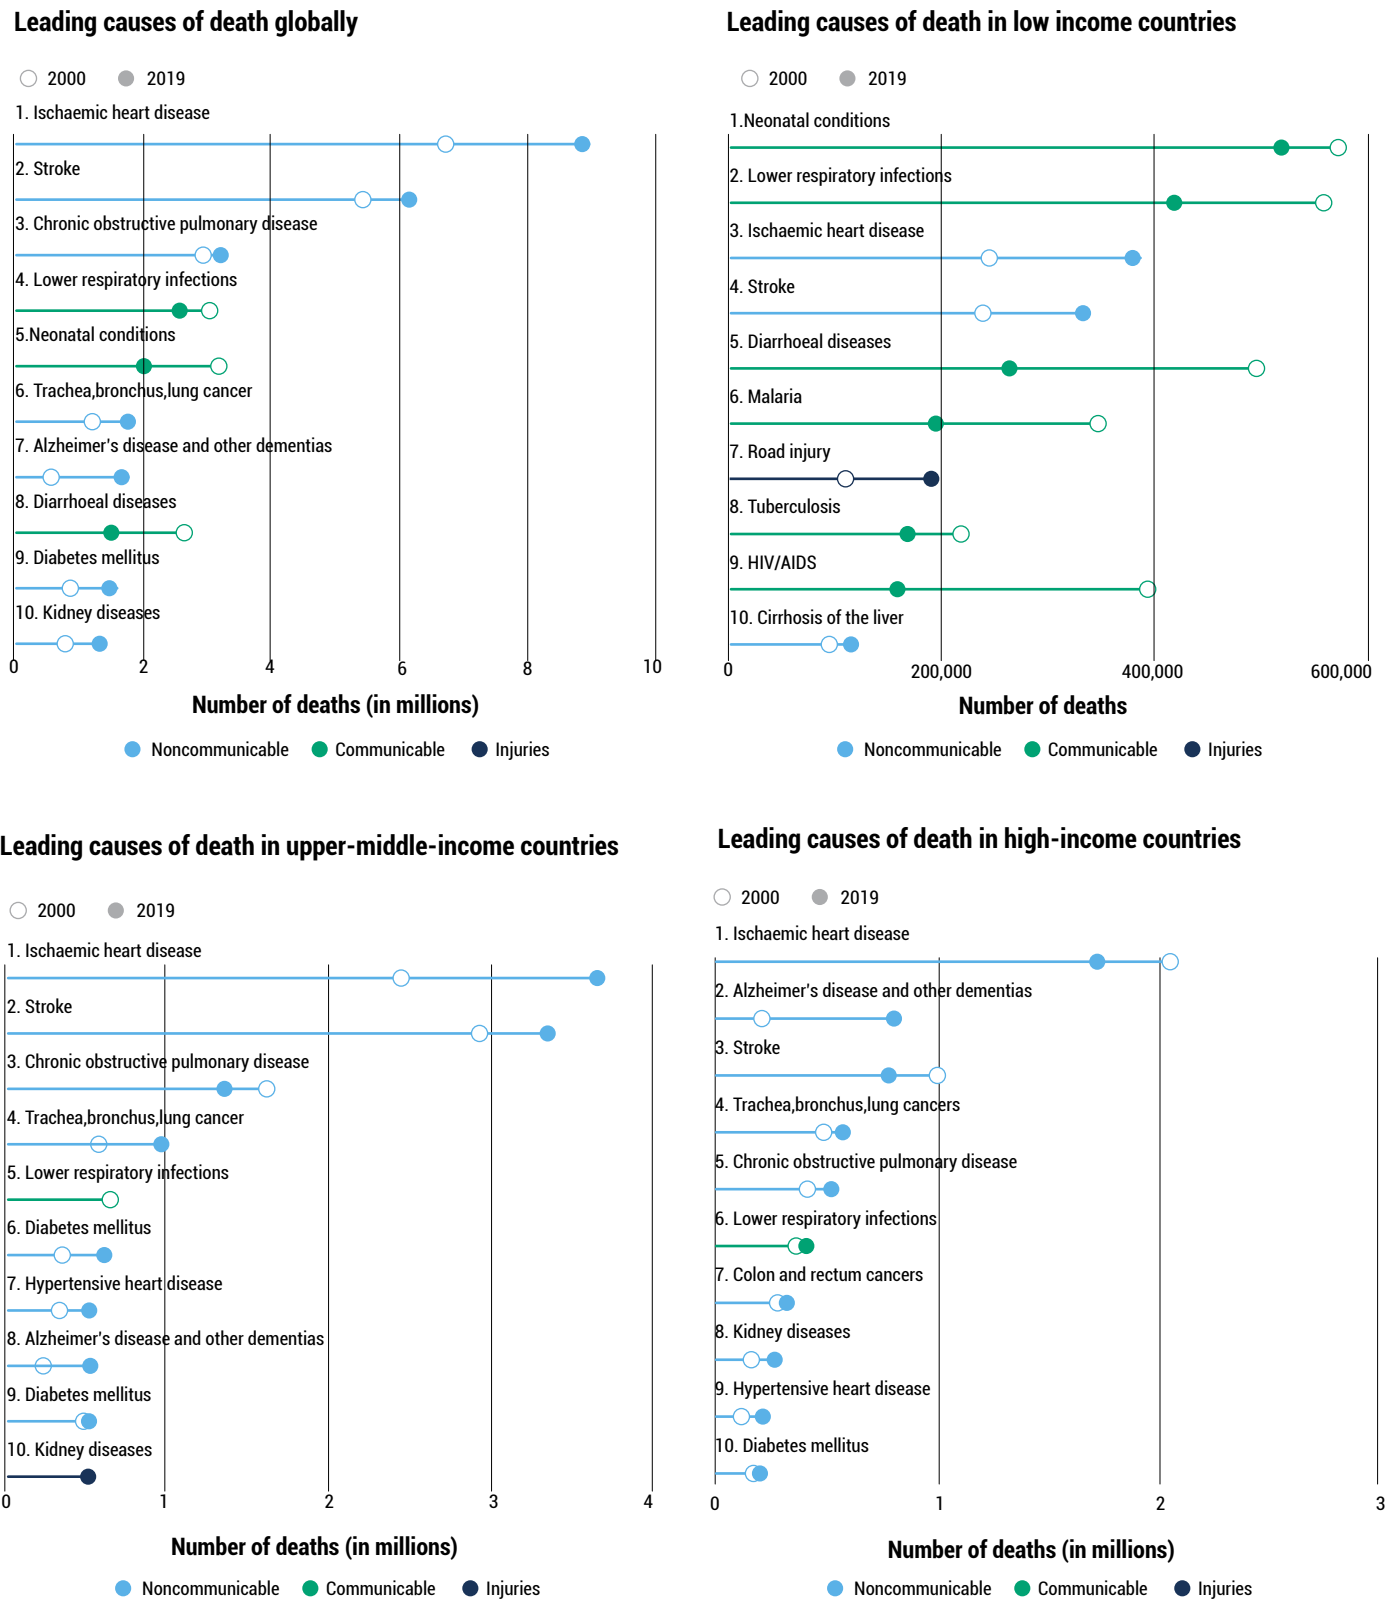 Leading causes of death globally
2000 2019
1. Ischaemic heart disease
2. Stroke
3. Chronic obstructive pulmonary disease
4. Lower respiratory infections
5.Neonatal conditions
6. Trachea,bronchus,lung cancer
7. Alzheimer's disease and other dementias
8. Diarrhoeal diseases
9. Diabetes mellitus
10. Kidney diseases
0 2 4 6 8 10
Number of deaths (in millions)
Noncommunicable Communicable Injuries
Leading causes of death in low income countries
2000 2019
1.Neonatal conditions
2. Lower respiratory infections
3. Ischaemic heart disease
4. Stroke
5. Diarrhoeal diseases
6. Malaria
7. Road injury
8. Tuberculosis
9. HIV/AIDS
10. Cirrhosis of the liver
0 200,000 400,000 600,000
Number of deaths
Noncommunicable Communicable Injuries
Leading causes of death in upper-middle-income countries
2000 2019
1. Ischaemic heart disease
2. Stroke
3. Chronic obstructive pulmonary disease
4. Trachea,bronchus,lung cancer
5. Lower respiratory infections
6. Diabetes mellitus
7. Hypertensive heart disease
8. Alzheimer's disease and other dementias
9. Diabetes mellitus
10. Kidney diseases
0 1 2 3 4
Number of deaths (in millions)
Noncommunicable Communicable Injuries
Leading causes of death in high-income countries
2000 2019
1. Ischaemic heart disease
2. Alzheimer's disease and other dementias
3. Stroke
4. Trachea,bronchus,lung cancers
5. Chronic obstructive pulmonary disease
6. Lower respiratory infections
7. Colon and rectum cancers
8. Kidney diseases
9. Hypertensive heart disease
10. Diabetes mellitus
0 1 2 3
Number of deaths (in millions)
Noncommunicable Communicable Injuries